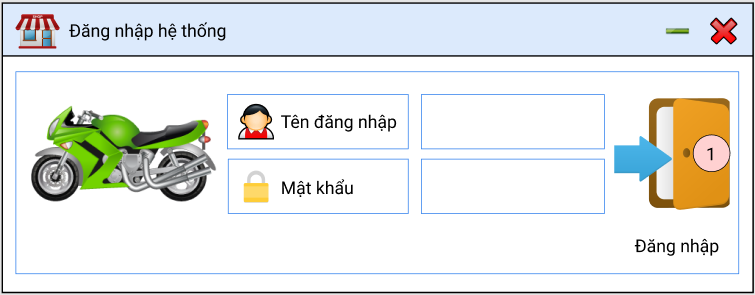 Đăng nhập hệ thống
Tên đăng nhập
Mật khẩu
1
Đăng nhập